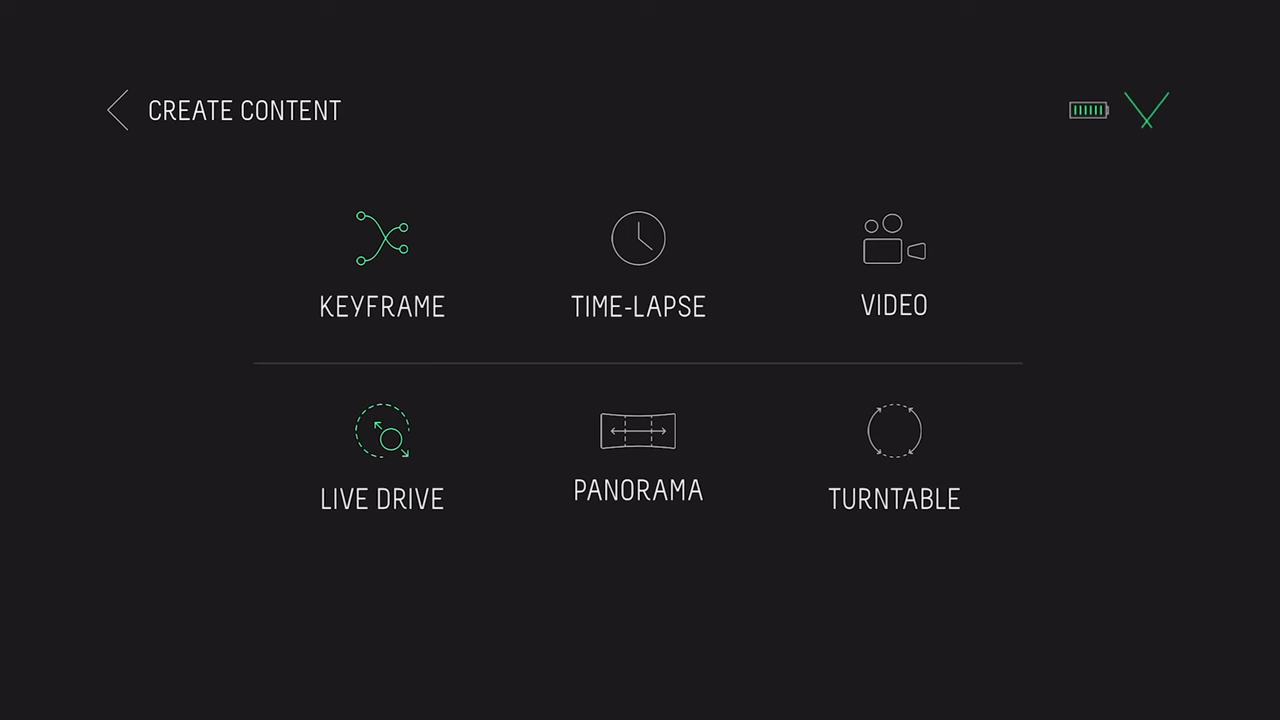 CREATE CONTENT
KEYFRAME
TIME-LAPSE
VIDEO
LIVE DRIVE
PANORAMA
TURNTABLE